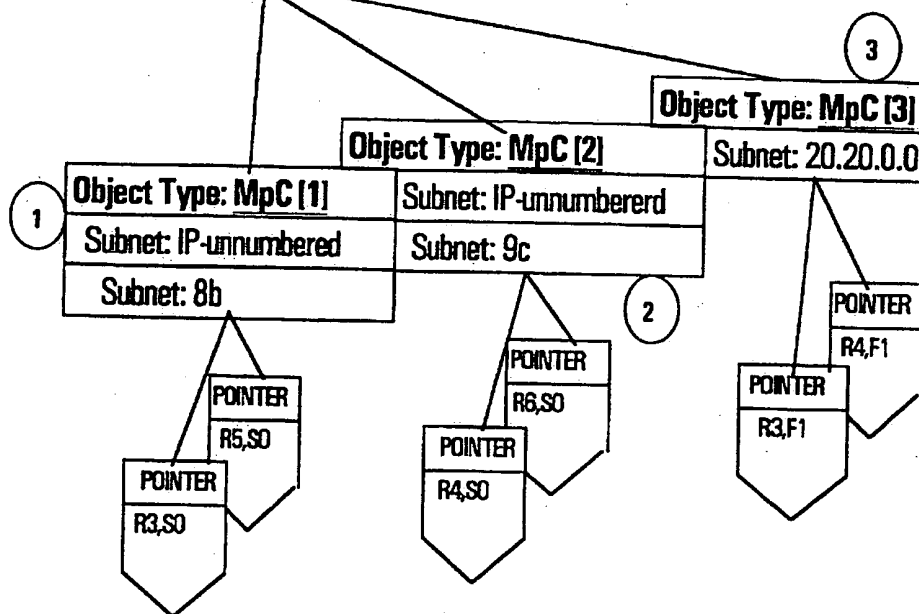 3
Object Type: MpC [3]
Subnet: 20.20.0.0
Object Type: MpC [2]
Subnet: IP-unnumbererd
Subnet: 9c
2
1
Object Type: MpC [1]
Subnet: IP-unnumbered
Subnet: 8b
POINTER
R5,S0
POINTER
R3,S0
POINTER
R6,S0
POINTER
R4,S0
POINTER
R4,F1
POINTER
R3,F1